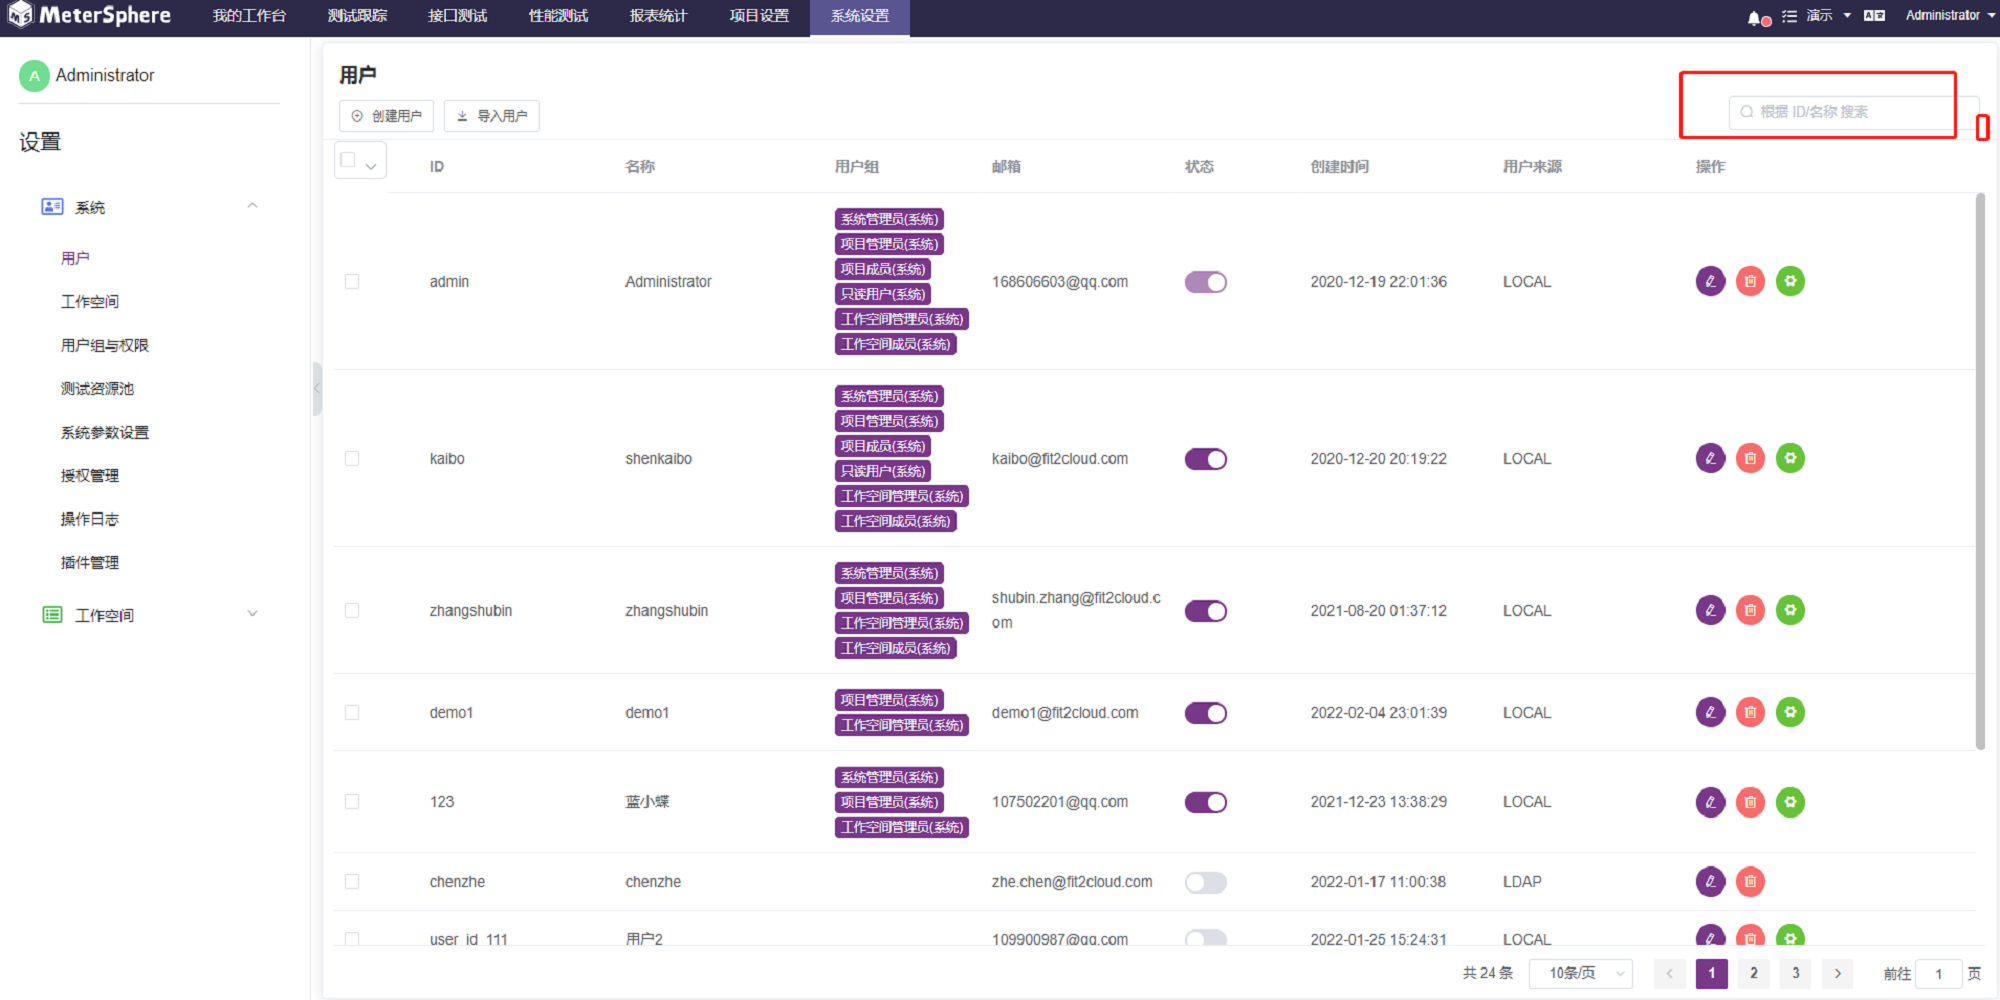 MeterSphere 我的工作台 测试跟踪 接口测试 性能测试 报表统计 项目设置 系统设置 演示 Administrator
A Administrator
设置
系统
用户
工作空间
用户组与权限
测试资源池
系统参数设置
授权管理
操作日志
插件管理
工作空间
用户
创建用户 导入用户 根据 ID/名称 搜索
ID 名称 用户组 邮箱 状态 创建时间 用户来源 操作
系统管理员(系统)
项目管理员(系统)
项目成员(系统)
只读用户(系统)
工作空间管理员(系统)
工作空间成员(系统)
admin Administrator 168606603@qq.com 2020-12-19 22:01:36 LOCAL
系统管理员(系统)
项目管理员(系统)
项目成员(系统)
只读用户(系统)
工作空间管理员(系统)
工作空间成员(系统)
kaibo shenkaibo kaibo@fit2cloud.com 2020-12-20 20:19:22 LOCAL
系统管理员(系统)
项目管理员(系统)
工作空间管理员(系统)
工作空间成员(系统)
zhangshubin zhangshubin shubin.zhang@fit2cloud.c
om 2021-08-20 01:37:12 LOCAL
项目管理员(系统)
工作空间管理员(系统)
demo1 demo1 demo1@fit2cloud.com 2022-02-04 23:01:39 LOCAL
系统管理员(系统)
项目管理员(系统)
工作空间管理员(系统)
123 蓝小蝶 107502201@qq.com 2021-12-23 13:38:29 LOCAL
chenzhe chenzhe zhe.chen@fit2cloud.com 2022-01-17 11:00:38 LDAP
user_id_111 用户2 109900987@qq.com 2022-01-25 15:24:31 LOCAL
共 24 条 10条/页 1 2 3 前往 1 页